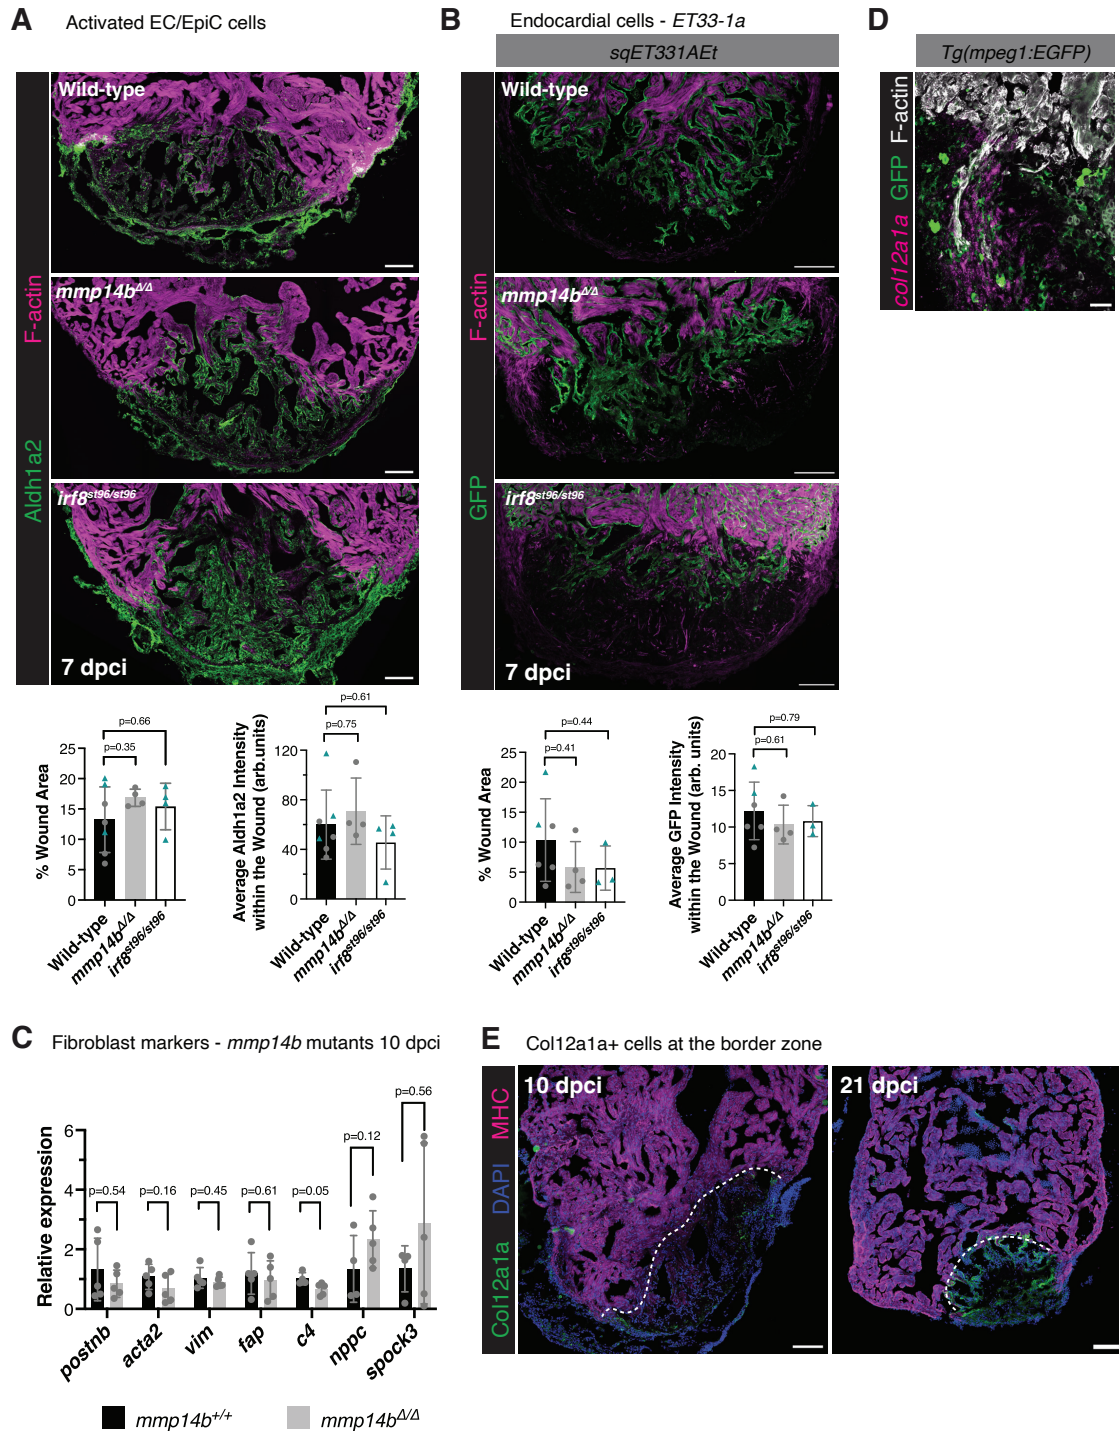 A Activated EC/EpiC cells
Aldh1a2 F-actin
Wild-type
mmp14bΔ/Δ
irf8st96/st96
7 dpci
% Wound Area
25
20
15
10
5
0
p=0.66
p=0.35
Wild-type
mmp14bΔ/Δ
irf8st96/st96
Average Aldh1a2 Intensity
within the Wound (arb.units)
120
80
40
0
p=0.61
p=0.75
Wild-type
mmp14bΔ/Δ
irf8st96/st96
B Endocardial cells - ET33-1a
sqET331AEt
GFP F-actin
Wild-type
mmp14bΔ/Δ
irf8st96/st96
7 dpci
% Wound Area
25
20
15
10
5
0
p=0.44
p=0.41
Wild-type
mmp14bΔ/Δ
irf8st96/st96
Average GFP Intensity
within the Wound (arb. units)
20
15
10
5
0
p=0.79
p=0.61
Wild-type
mmp14bΔ/Δ
irf8st96/st96
D
Tg(mpeg1:EGFP)
col12a1a GFP F-actin
C Fibroblast markers - mmp14b mutants 10 dpci
Relative expression
6
4
2
0
p=0.54
p=0.16
p=0.45
p=0.61
p=0.05
p=0.12
p=0.56
postnb
acta2
vim
fap
c4
nppc
spock3
mmp14b+/+
mmp14bΔ/Δ
E Col12a1a+ cells at the border zone
Col12a1a DAPI MHC
10 dpci
21 dpci